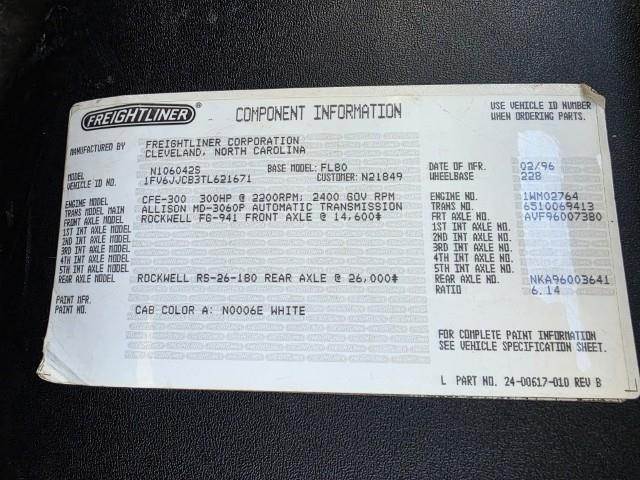 FREIGHTLINER®
COMPONENT INFORMATION
USE VEHICLE ID NUMBER
WHEN ORDERING PARTS.
MANUFACTURED BY FREIGHTLINER CORPORATION
CLEVELAND, NORTH CAROLINA
MODEL N106042S BASE MODEL: FL80 DATE OF MFR. 02/96
VEHICLE ID NO. 1FV6JJCB3TL621671 CUSTOMER: N21849 WHEELBASE 228
ENGINE MODEL CFE-300 300HP @ 2200RPM; 2400 GOV RPM ENGINE NO. 1WM02764
TRANS MODEL MAIN ALLISON MD-3060P AUTOMATIC TRANSMISSION TRANS NO. 6510069413
FRONT AXLE MODEL ROCKWELL FG-941 FRONT AXLE @ 14,600# FRT AXLE NO. AVF96007380
1ST INT AXLE MODEL 1ST INT AXLE NO.
2ND INT AXLE MODEL 2ND INT AXLE NO.
3RD INT AXLE MODEL 3RD INT AXLE NO.
4TH INT AXLE MODEL 4TH INT AXLE NO.
5TH INT AXLE MODEL 5TH INT AXLE NO.
REAR AXLE MODEL ROCKWELL RS-26-180 REAR AXLE @ 26,000# REAR AXLE NO. NKA96003641
RATIO 6.14
PAINT MFR.
PAINT NO. CAB COLOR A: N0006E WHITE
FOR COMPLETE PAINT INFORMATION
SEE VEHICLE SPECIFICATION SHEET.
L PART NO. 24-00617-010 REV B